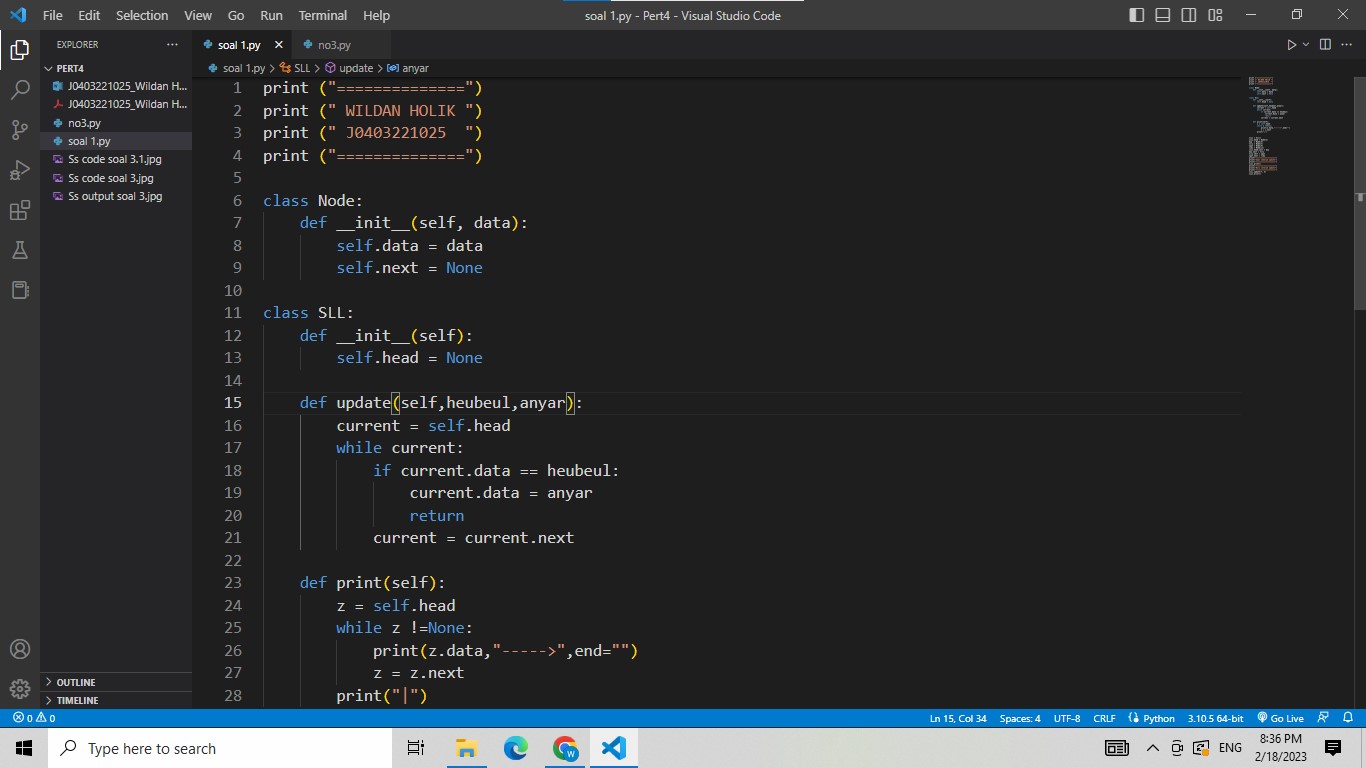 File Edit Selection View Go Run Terminal Help
soal 1.py - Pert4 - Visual Studio Code
EXPLORER
PERT4
J0403221025_Wildan H...
J0403221025_Wildan H...
no3.py
soal 1.py
Ss code soal 3.1.jpg
Ss code soal 3.jpg
Ss output soal 3.jpg
OUTLINE
TIMELINE
soal 1.py no3.py
soal 1.py > SLL > update > anyar
1 print ("==============")
2 print (" WILDAN HOLIK ")
3 print (" J0403221025  ")
4 print ("==============")
5
6 class Node:
7     def __init__(self, data):
8         self.data = data
9         self.next = None
10
11 class SLL:
12     def __init__(self):
13         self.head = None
14
15     def update(self,heubeul,anyar):
16         current = self.head
17         while current:
18             if current.data == heubeul:
19                 current.data = anyar
20                 return
21             current = current.next
22
23     def print(self):
24         z = self.head
25         while z !=None:
26             print(z.data,"----->",end="")
27             z = z.next
28         print("|")
0 0
Ln 15, Col 34 Spaces: 4 UTF-8 CRLF Python 3.10.5 64-bit Go Live
Type here to search
ENG
8:36 PM
2/18/2023